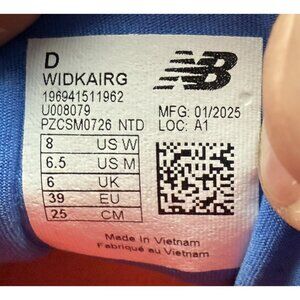 D
WIDKAIRG
196941511962
U008079
PZCSM0726 NTD
8 US W
6.5 US M
6 UK
39 EU
25 CM
NB
MFG: 01/2025
LOC: A1
Made in Vietnam
Fabriqué au Vietnam